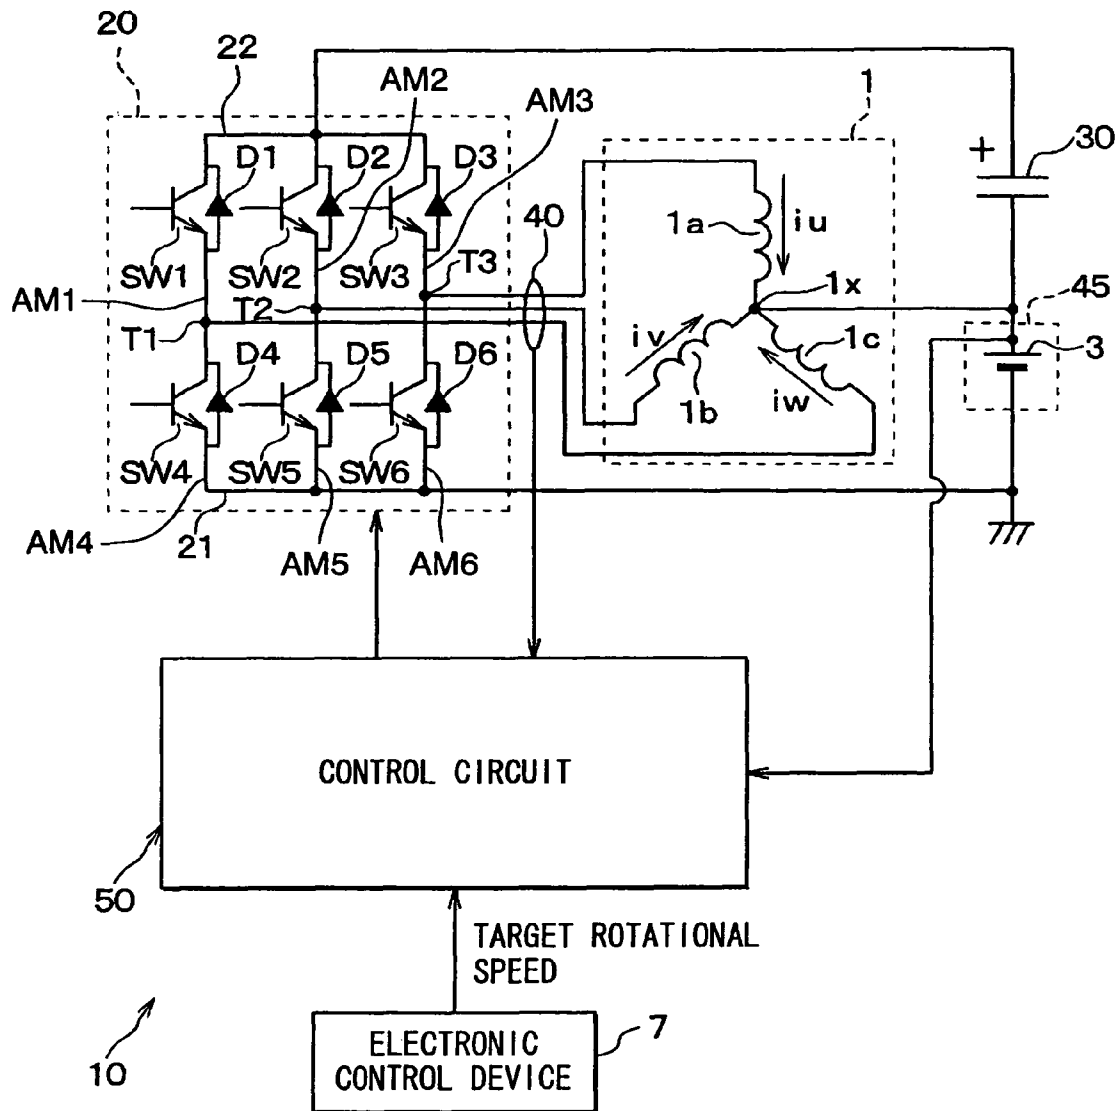 20
22
AM2
AM3
1
D1
D2
D3
+
30
40
1a
iu
SW1
SW2
SW3
T3
AM1
T2
1x
45
T1
iv
1c
3
D4
D5
D6
1b
iw
SW4
SW5
SW6
AM4
21
AM5
AM6
CONTROL CIRCUIT
50
TARGET ROTATIONAL
SPEED
10
ELECTRONIC
CONTROL DEVICE
7